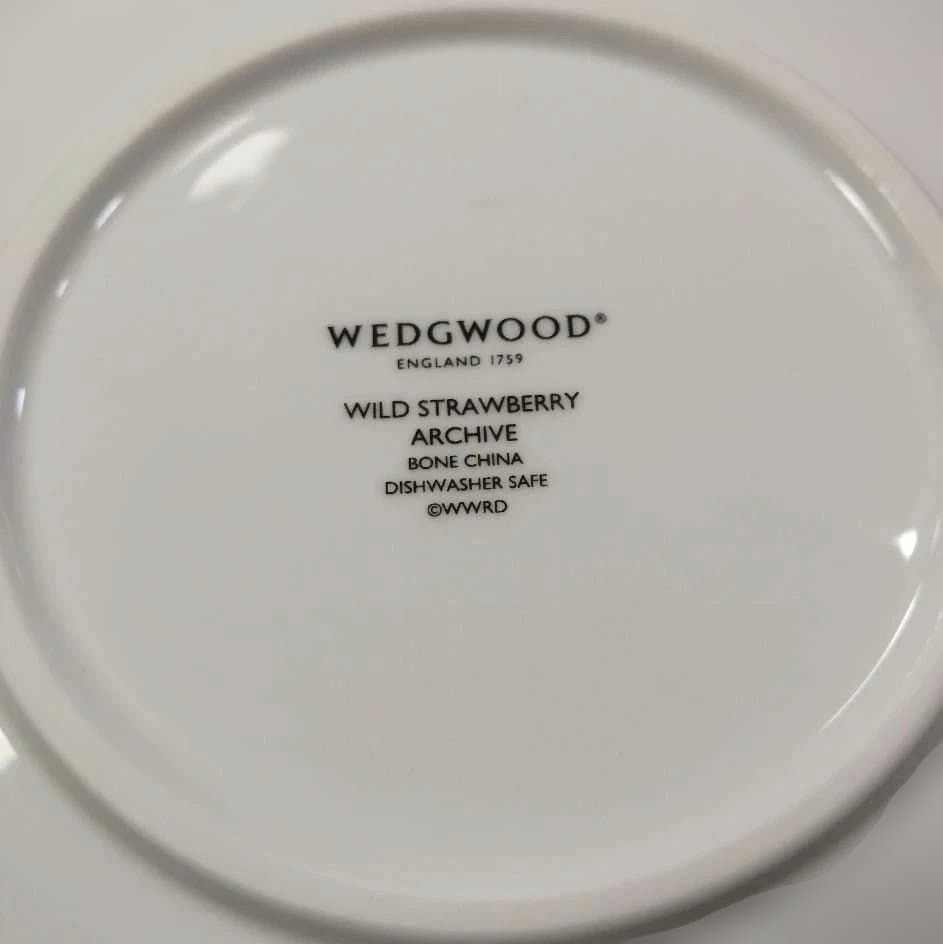 WEDGWOOD®
ENGLAND 1759
WILD STRAWBERRY
ARCHIVE
BONE CHINA
DISHWASHER SAFE
©WWRD